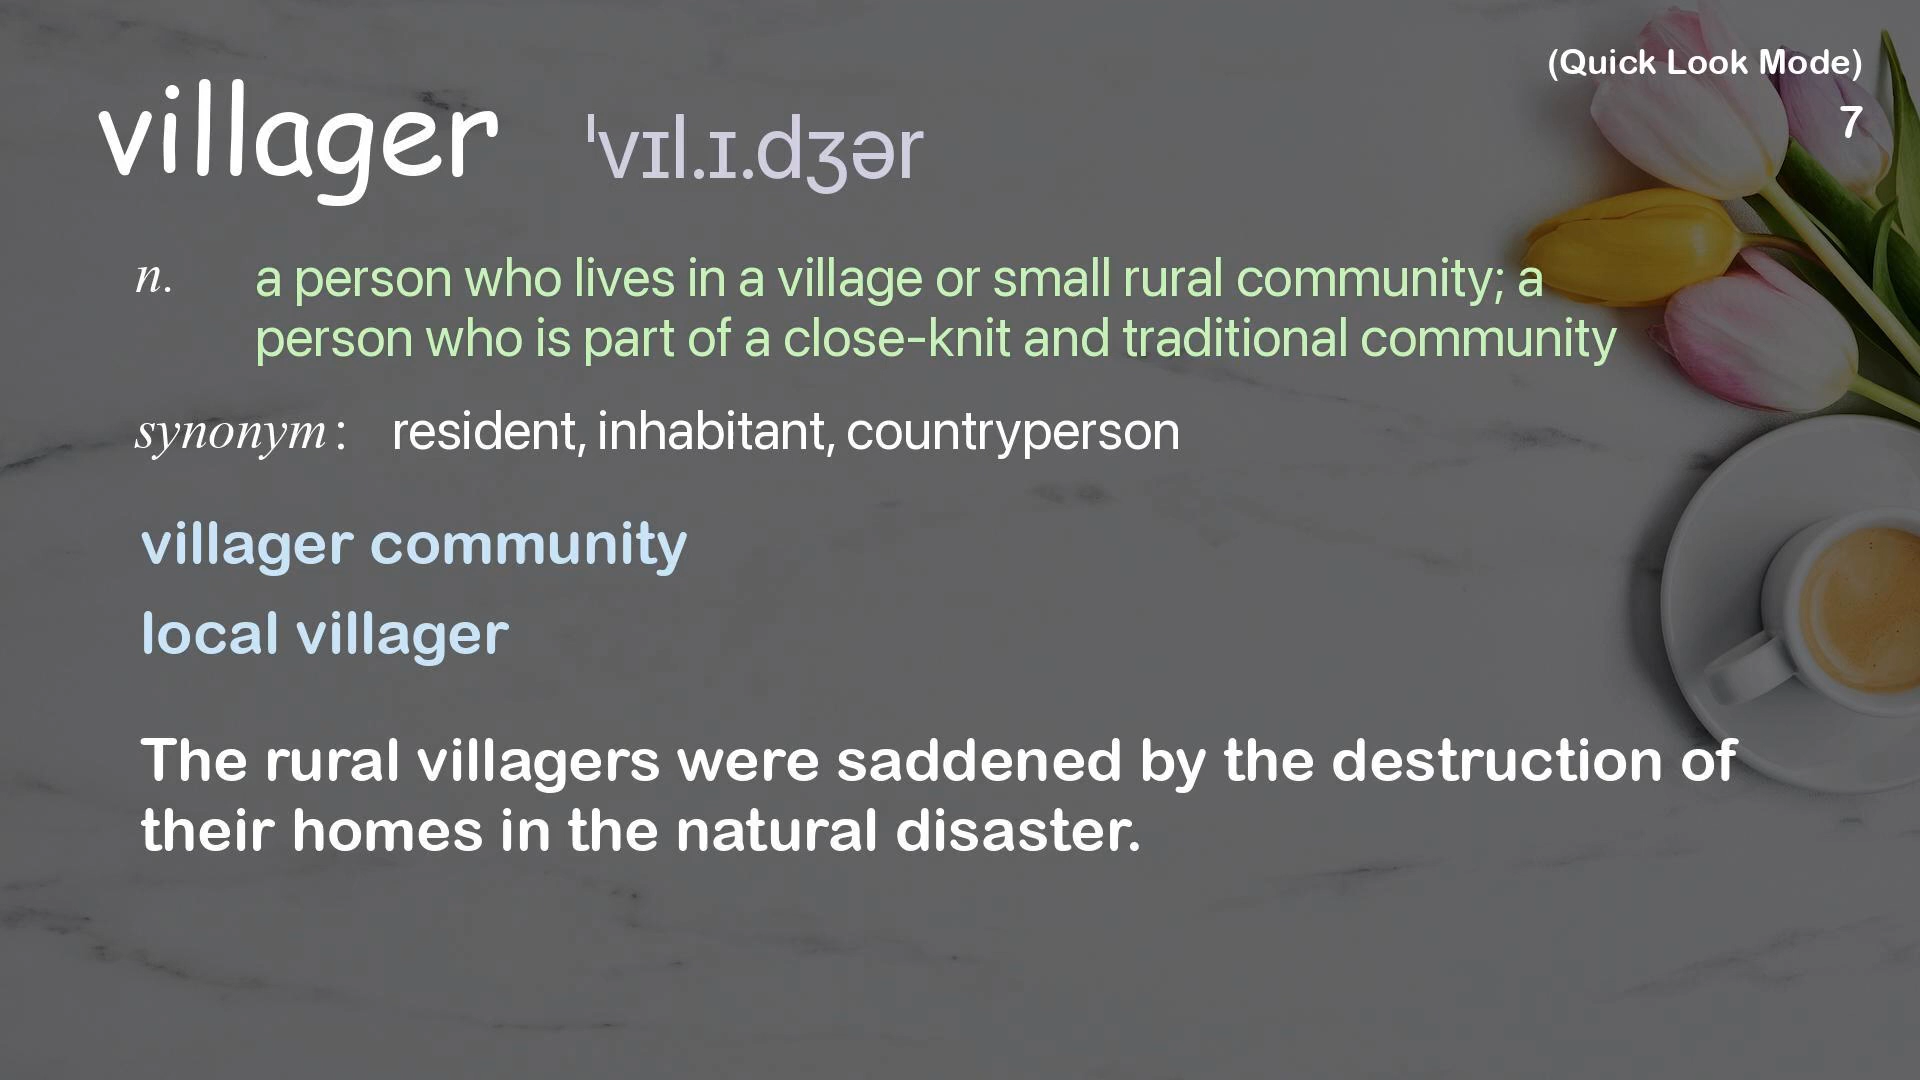 (Quick Look Mode)
7
villager ˈvɪl.ɪ.dʒər
n. a person who lives in a village or small rural community; a
person who is part of a close-knit and traditional community
synonym: resident, inhabitant, countryperson
villager community
local villager
The rural villagers were saddened by the destruction of
their homes in the natural disaster.